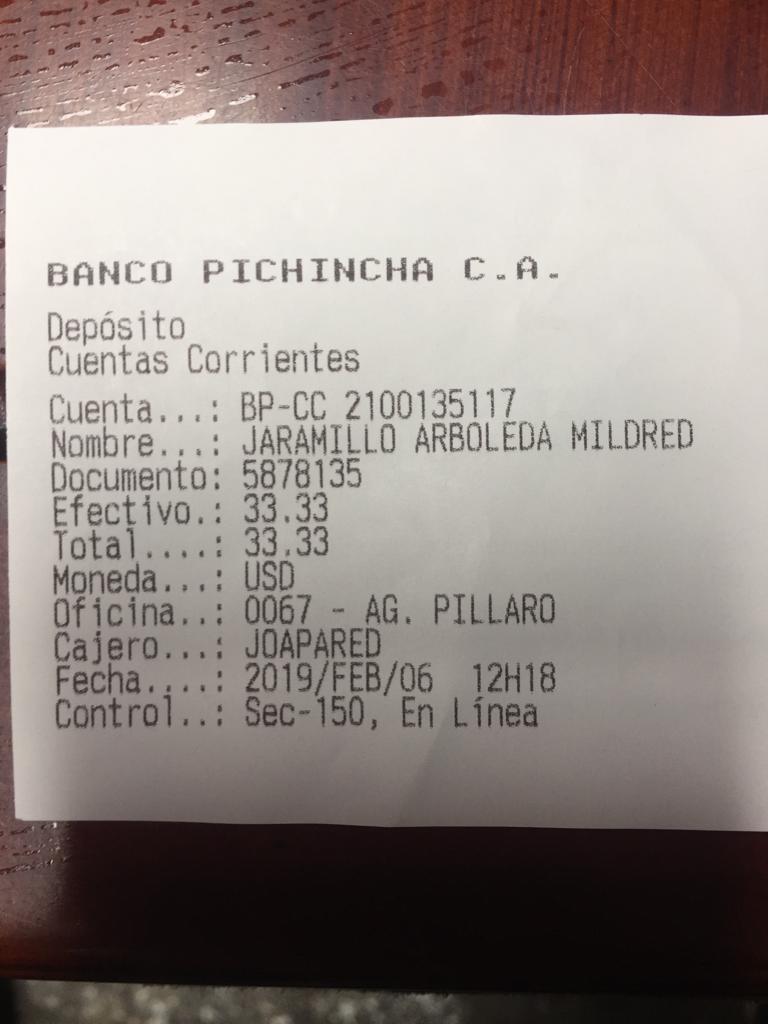 BANCO PICHINCHA C.A.
Depósito
Cuentas Corrientes
Cuenta...: BP-CC 2100135117
Nombre...: JARAMILLO ARBOLEDA MILDRED
Documento: 5878135
Efectivo.: 33.33
Total....: 33.33
Moneda...: USD
Oficina..: 0067 - AG. PILLARO
Cajero...: JOAPARED
Fecha....: 2019/FEB/06  12H18
Control..: Sec-150, En Línea